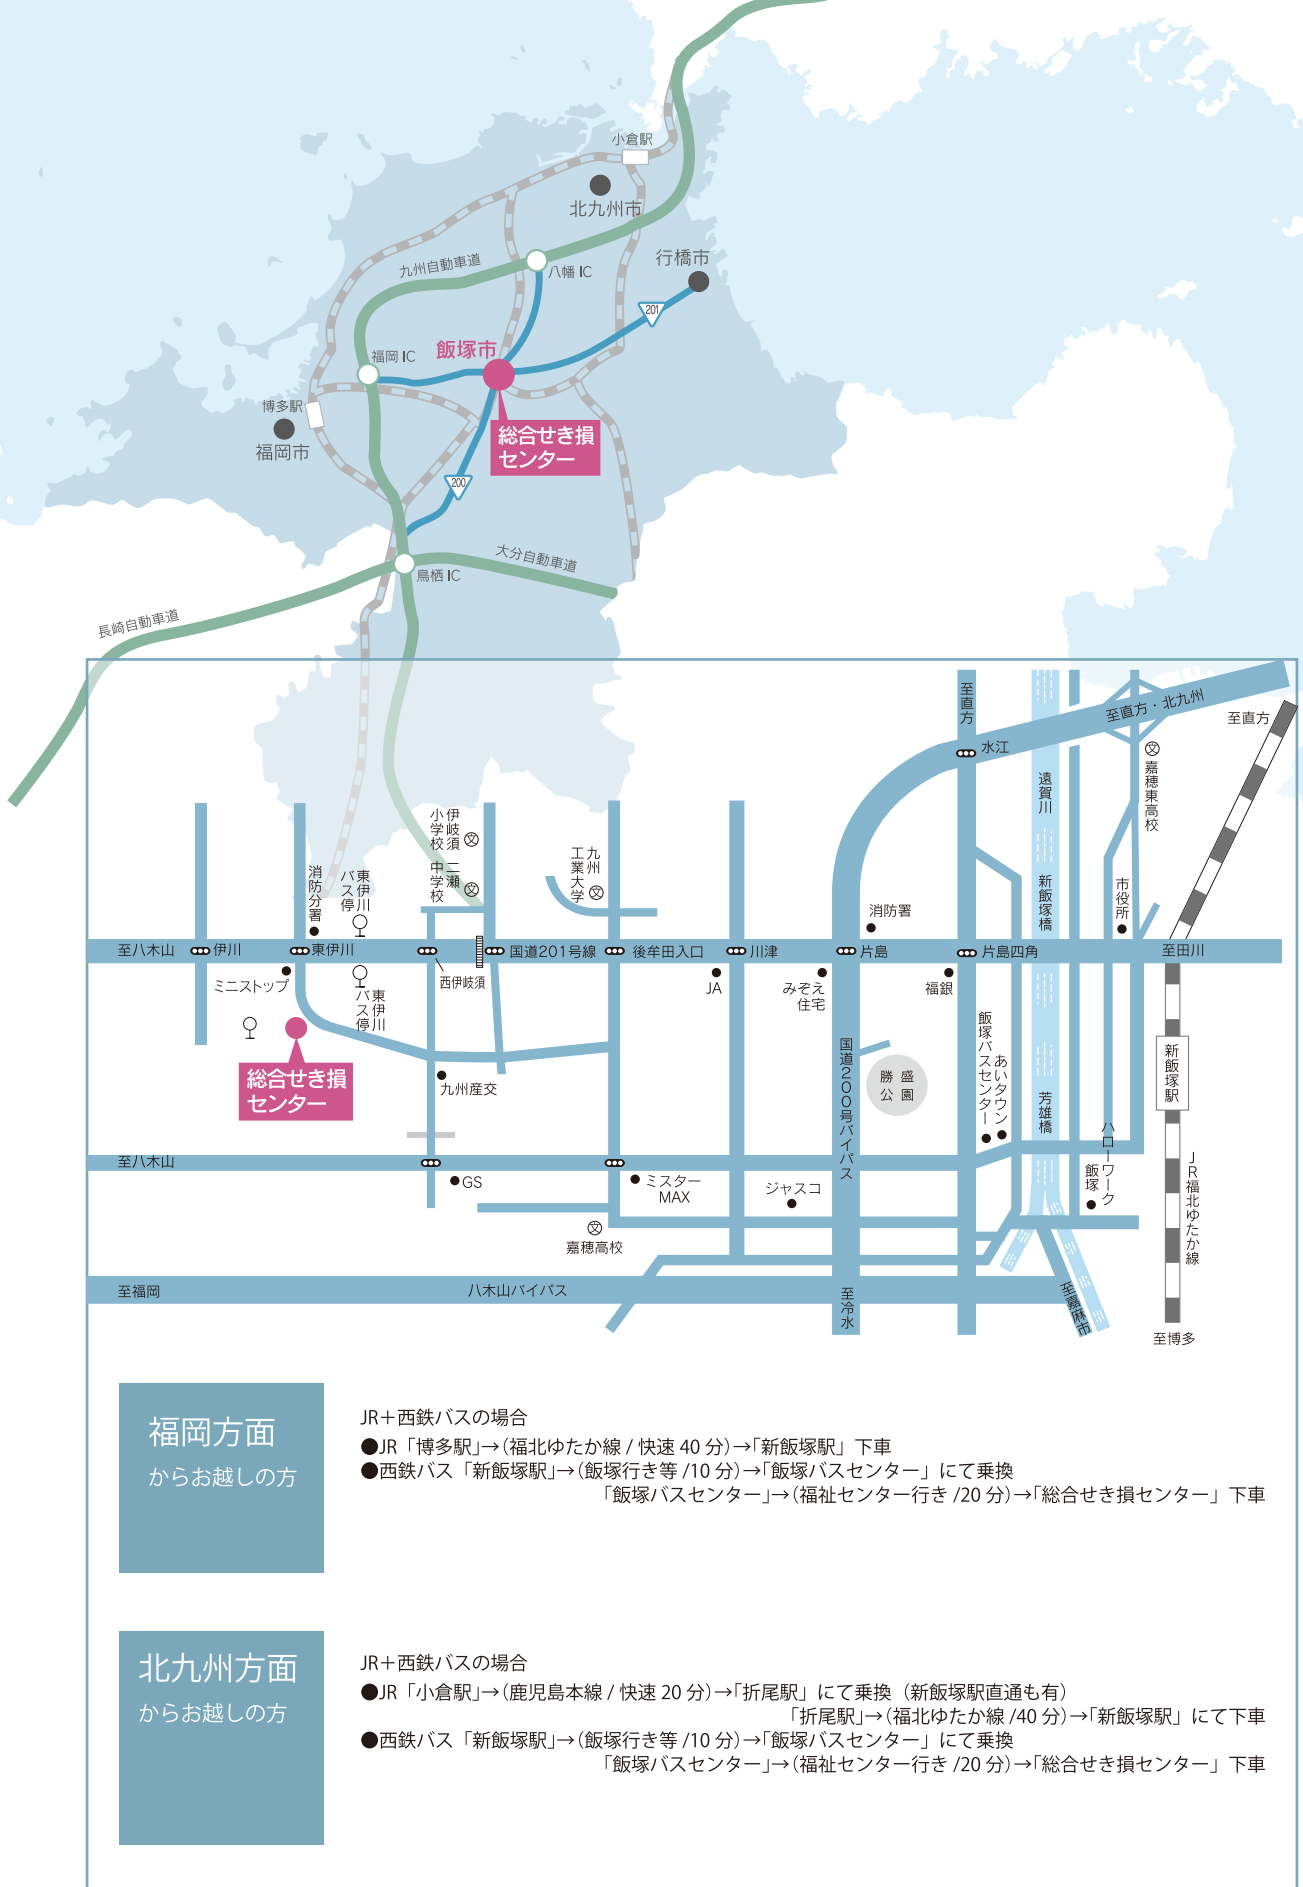 小倉駅
北九州市
行橋市
九州自動車道
八幡 IC
201
飯塚市
福岡 IC
博多駅
福岡市
総合せき損
センター
200
大分自動車道
鳥栖 IC
長崎自動車道
至直方
至直方・北九州
至直方
水江
遠賀川
嘉穂東高校
伊岐須
小学校
二瀬
中学校
九州
工業大学
消防分署
東伊川
バス停
新飯塚橋
市役所
消防署
至八木山
伊川
東伊川
国道201号線
後牟田入口
川津
片島
片島四角
至田川
ミニストップ
東伊川
バス停
西伊岐須
JA
みぞえ
住宅
福銀
総合せき損
センター
九州産交
国道200号バイパス
勝盛
公園
飯塚バスセンター
あいタウン
芳雄橋
新飯塚駅
至八木山
GS
ミスター
MAX
ジャスコ
ハローワーク
飯塚
JR福北ゆたか線
嘉穂高校
至福岡
八木山バイパス
至冷水
至嘉麻市
至博多
福岡方面
からお越しの方
JR＋西鉄バスの場合
●JR「博多駅」→（福北ゆたか線 / 快速 40 分）→「新飯塚駅」下車
●西鉄バス「新飯塚駅」→（飯塚行き等 /10 分）→「飯塚バスセンター」にて乗換
「飯塚バスセンター」→（福祉センター行き /20 分）→「総合せき損センター」下車
北九州方面
からお越しの方
JR＋西鉄バスの場合
●JR「小倉駅」→（鹿児島本線 / 快速 20 分）→「折尾駅」にて乗換（新飯塚駅直通も有）
「折尾駅」→（福北ゆたか線 /40 分）→「新飯塚駅」にて下車
●西鉄バス「新飯塚駅」→（飯塚行き等 /10 分）→「飯塚バスセンター」にて乗換
「飯塚バスセンター」→（福祉センター行き /20 分）→「総合せき損センター」下車